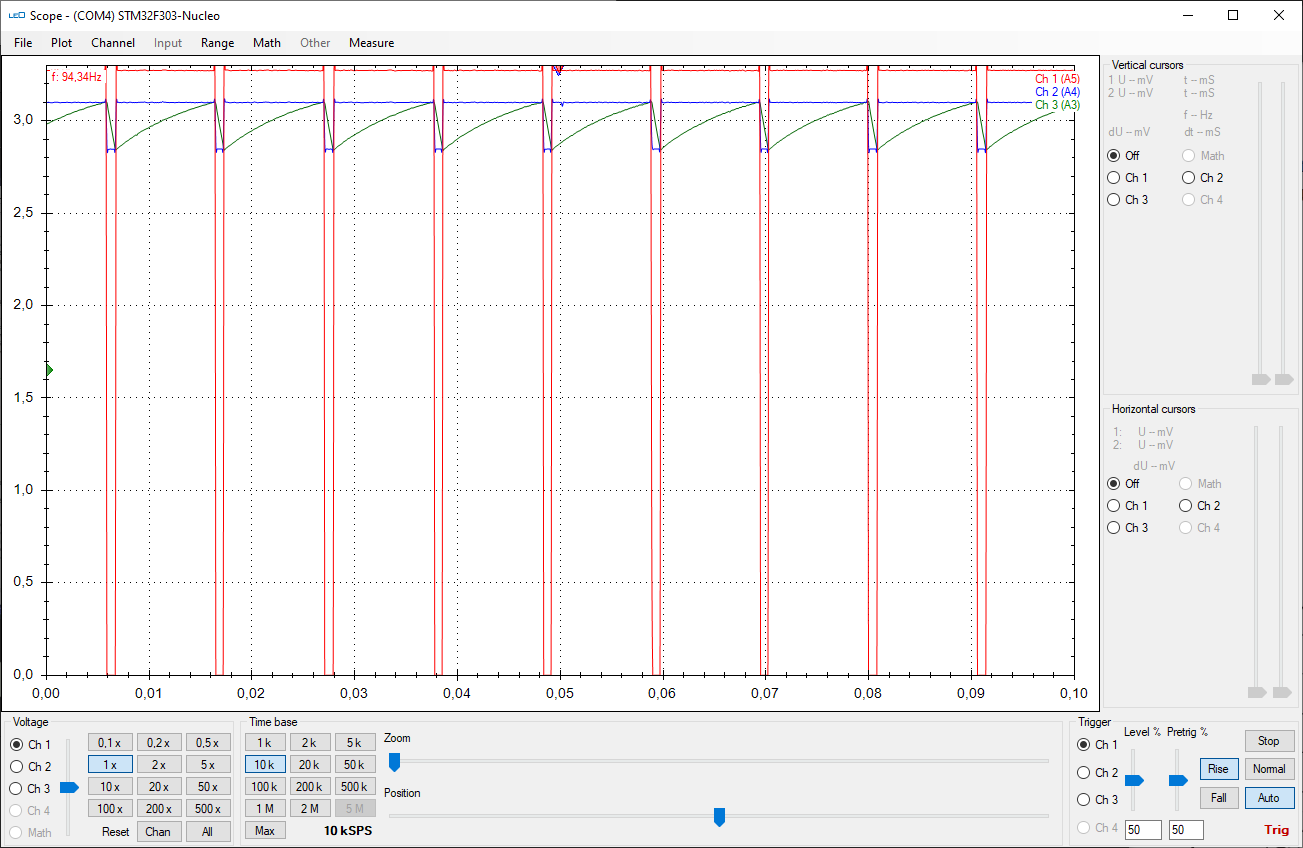 LEO Scope - (COM4) STM32F303-Nucleo
File Plot Channel Input Range Math Other Measure
f: 94,34Hz
Ch 1 (A5)
Ch 2 (A4)
Ch 3 (A3)
3,0
2,5
2,0
1,5
1,0
0,5
0,0
0,00 0,01 0,02 0,03 0,04 0,05 0,06 0,07 0,08 0,09 0,10
Vertical cursors
1 U -- mV t -- mS
2 U -- mV t -- mS
f -- Hz
dU -- mV dt -- mS
Off Math
Ch 1 Ch 2
Ch 3 Ch 4
Horizontal cursors
1: U -- mV
2: U -- mV
dU -- mV
Off Math
Ch 1 Ch 2
Ch 3 Ch 4
Voltage
Ch 1 0,1 x 0,2 x 0,5 x
Ch 2 1 x 2 x 5 x
Ch 3 10 x 20 x 50 x
Ch 4 100 x 200 x 500 x
Math Reset Chan All
Time base
1 k 2 k 5 k
10 k 20 k 50 k
100 k 200 k 500 k
1 M 2 M 5 M
Max 10 kSPS
Zoom
Position
Trigger
Level % Pretrig %
Ch 1 Stop
Ch 2 Rise Normal
Ch 3 Fall Auto
Ch 4 50 50 Trig